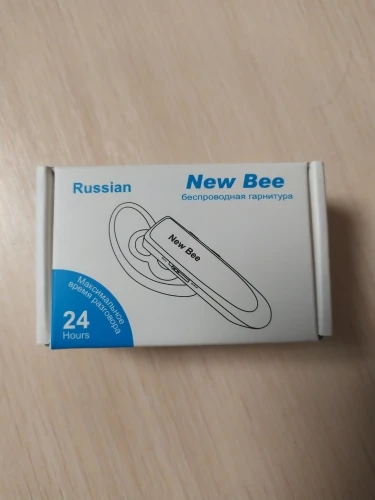 Russian
New Bee
беспроводная гарнитура
New Bee
Максимальное
время разговора
24
Hours